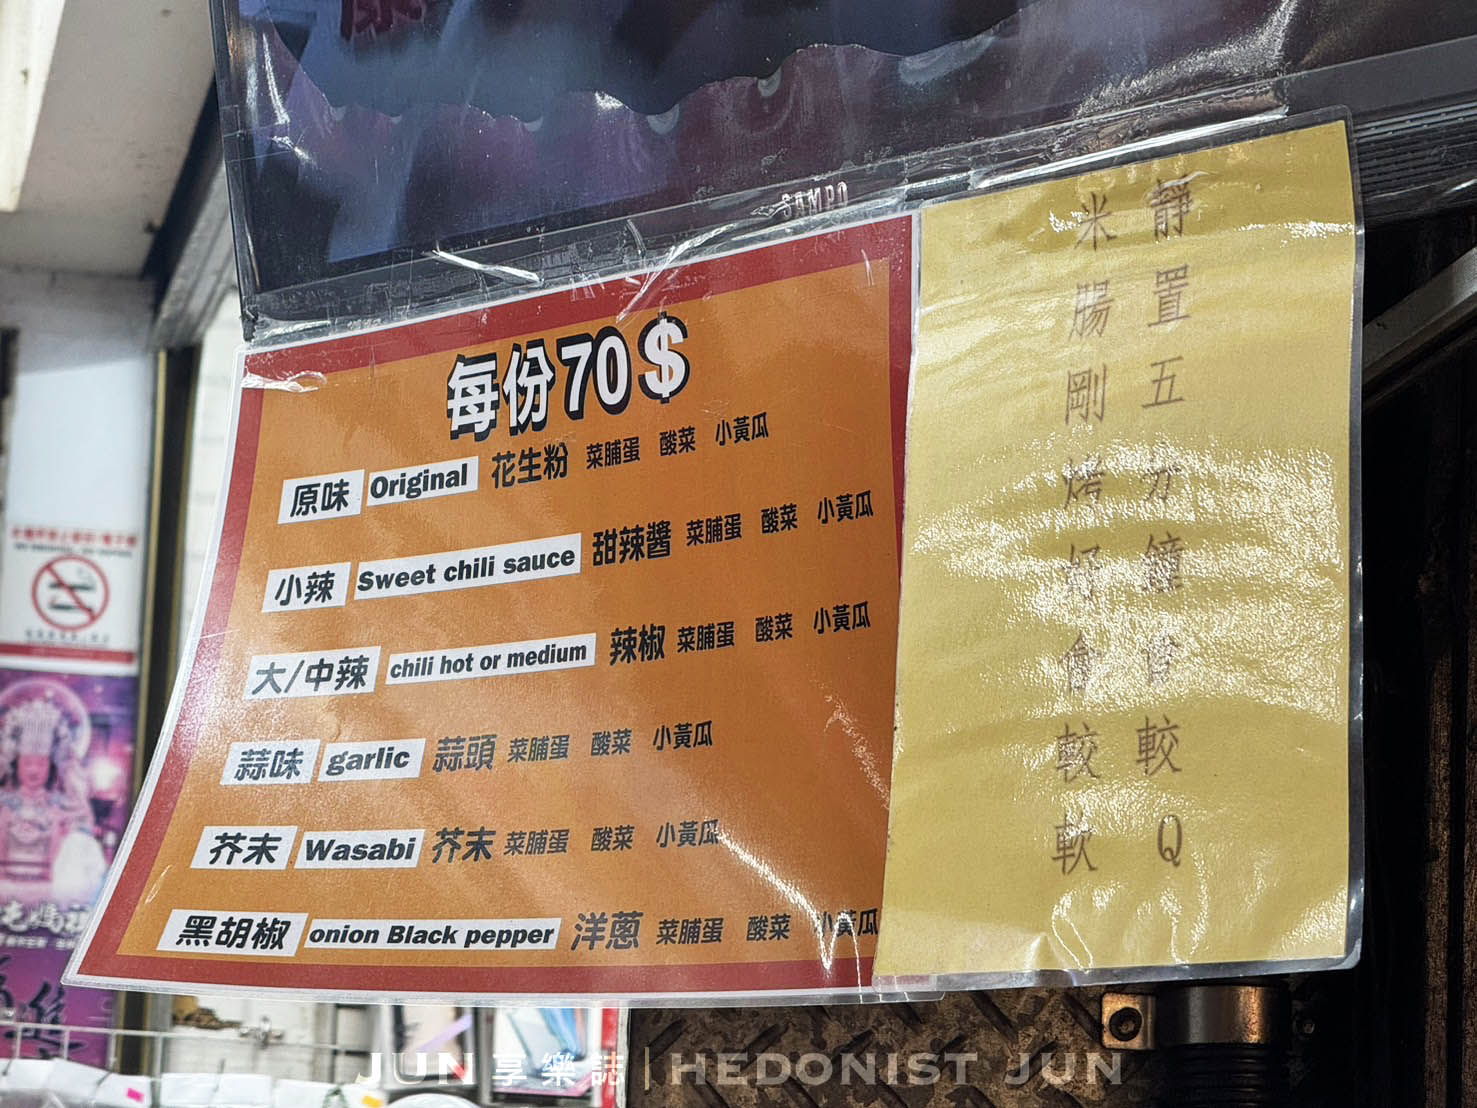 SAMPO
每份70$
原味 Original 花生粉 菜脯蛋 酸菜 小黃瓜
小辣 Sweet chili sauce 甜辣醬 菜脯蛋 酸菜 小黃瓜
大/中辣 chili hot or medium 辣椒 菜脯蛋 酸菜 小黃瓜
蒜味 garlic 蒜頭 菜脯蛋 酸菜 小黃瓜
芥末 Wasabi 芥末 菜脯蛋 酸菜 小黃瓜
黑胡椒 onion Black pepper 洋蔥 菜脯蛋 酸菜 小黃瓜
靜置五分鐘會較Q
米腸剛烤好會較軟
JUN 享樂誌 | HEDONIST JUN